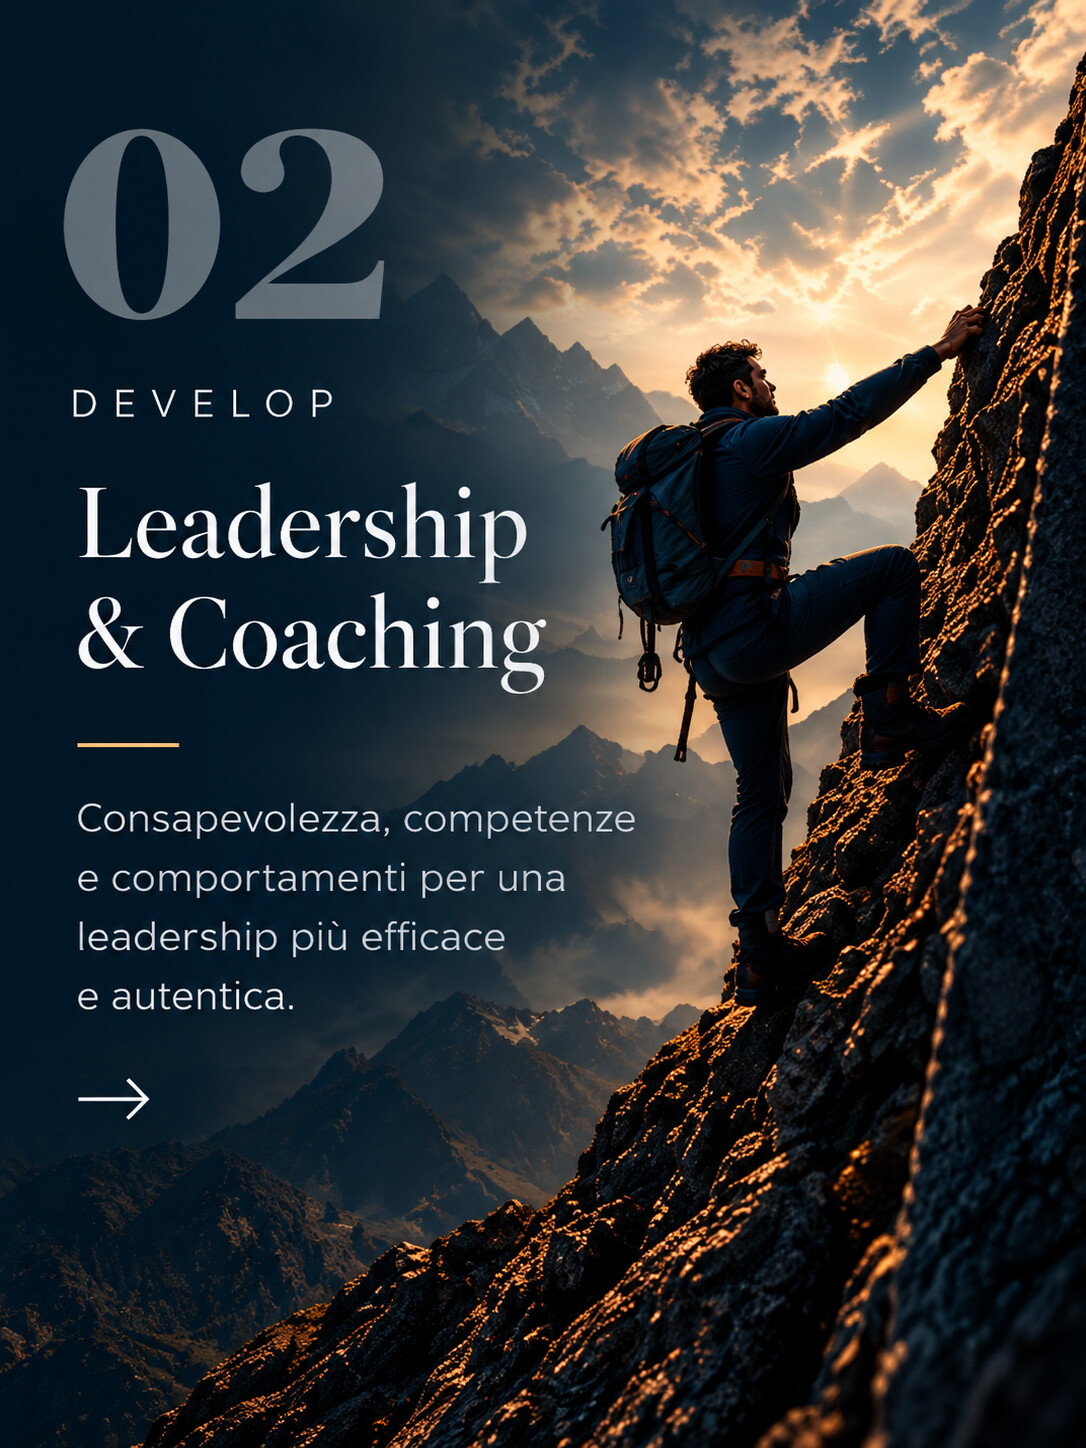 02
DEVELOP
Leadership
& Coaching
Consapevolezza, competenze
e comportamenti per una
leadership più efficace
e autentica.